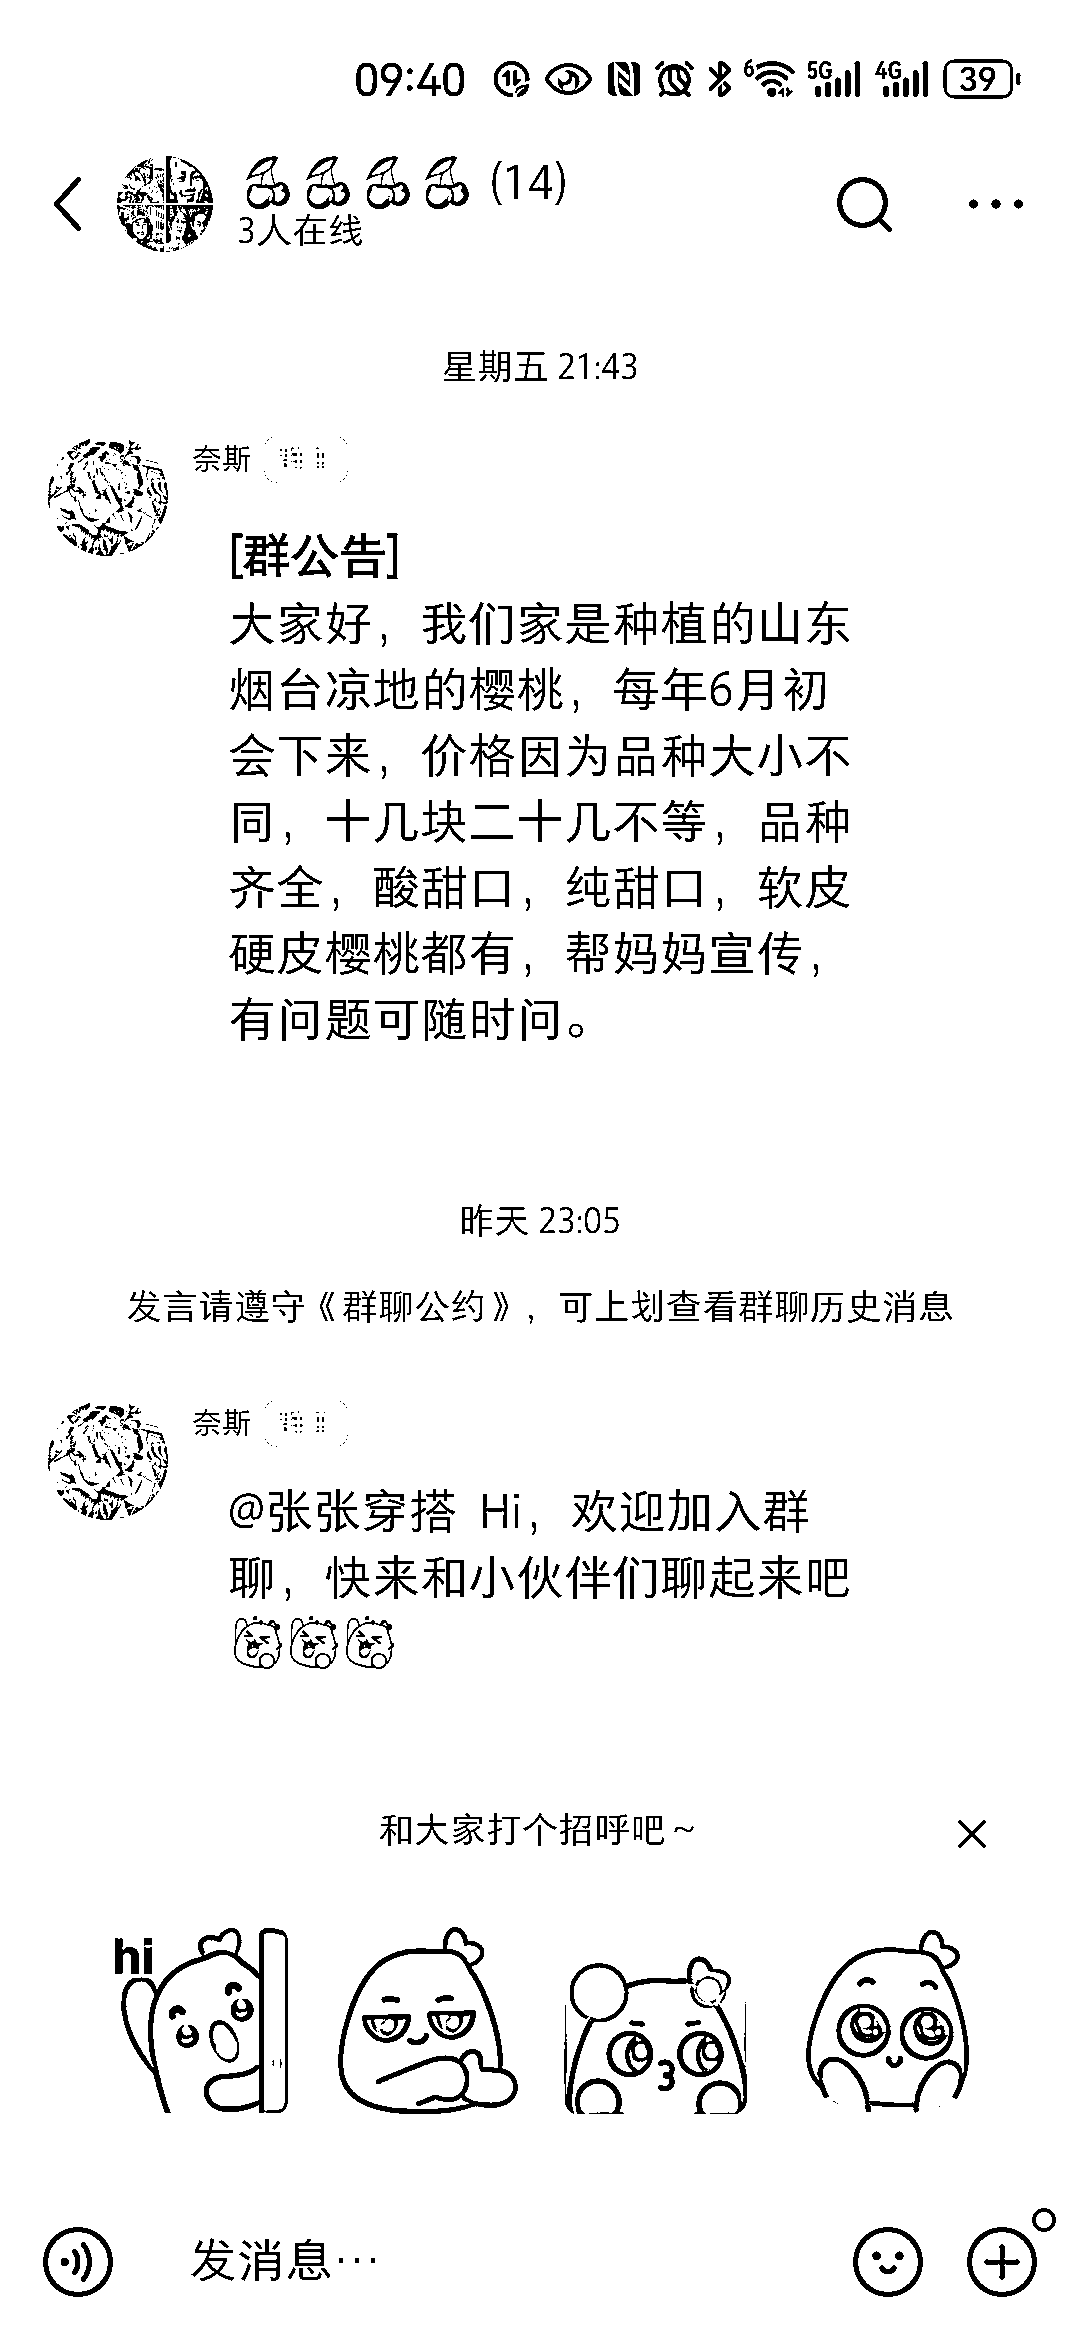 09:40 6 5G 4G 39
🍒🍒🍒🍒 (14)
3人在线
星期五 21:43
奈斯
[群公告]
大家好，我们家是种植的山东
烟台凉地的樱桃，每年6月初
会下来，价格因为品种大小不
同，十几块二十几不等，品种
齐全，酸甜口，纯甜口，软皮
硬皮樱桃都有，帮妈妈宣传，
有问题可随时问。
昨天 23:05
发言请遵守《群聊公约》，可上划查看群聊历史消息
奈斯
@张张穿搭 Hi，欢迎加入群
聊，快来和小伙伴们聊起来吧
和大家打个招呼吧～
hi
发消息…